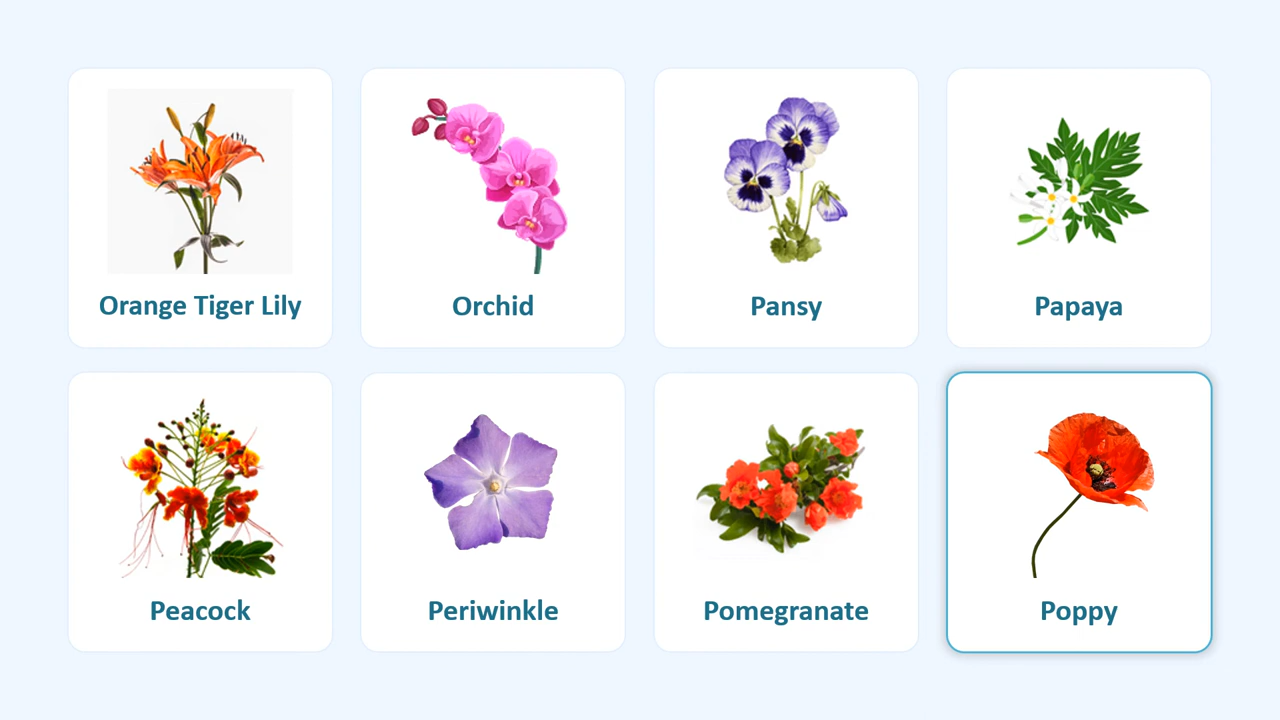 Orange Tiger Lily
Orchid
Pansy
Papaya
Peacock
Periwinkle
Pomegranate
Poppy